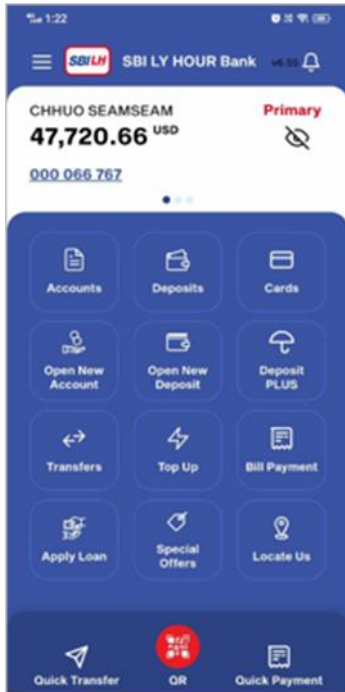 1:22
SBI LH SBI LY HOUR Bank v6.55
CHHUO SEAMSEAM Primary
47,720.66 USD
000 066 767
Accounts Deposits Cards
Open New Account Open New Deposit Deposit PLUS
Transfers Top Up Bill Payment
Apply Loan Special Offers Locate Us
Quick Transfer QR Quick Payment